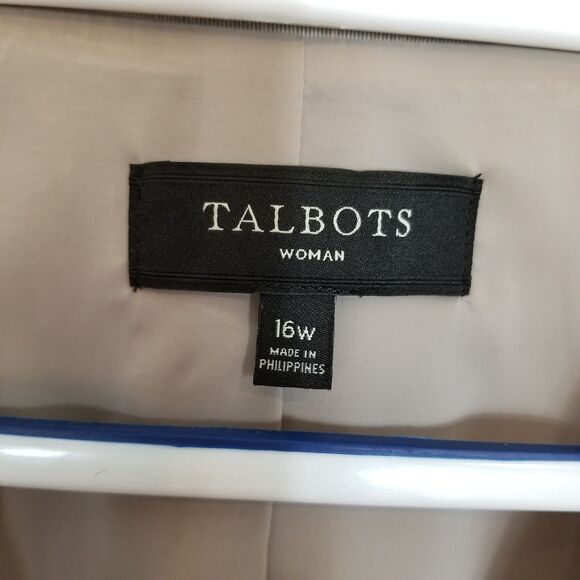 TALBOTS
WOMAN
16W
MADE IN
PHILIPPINES